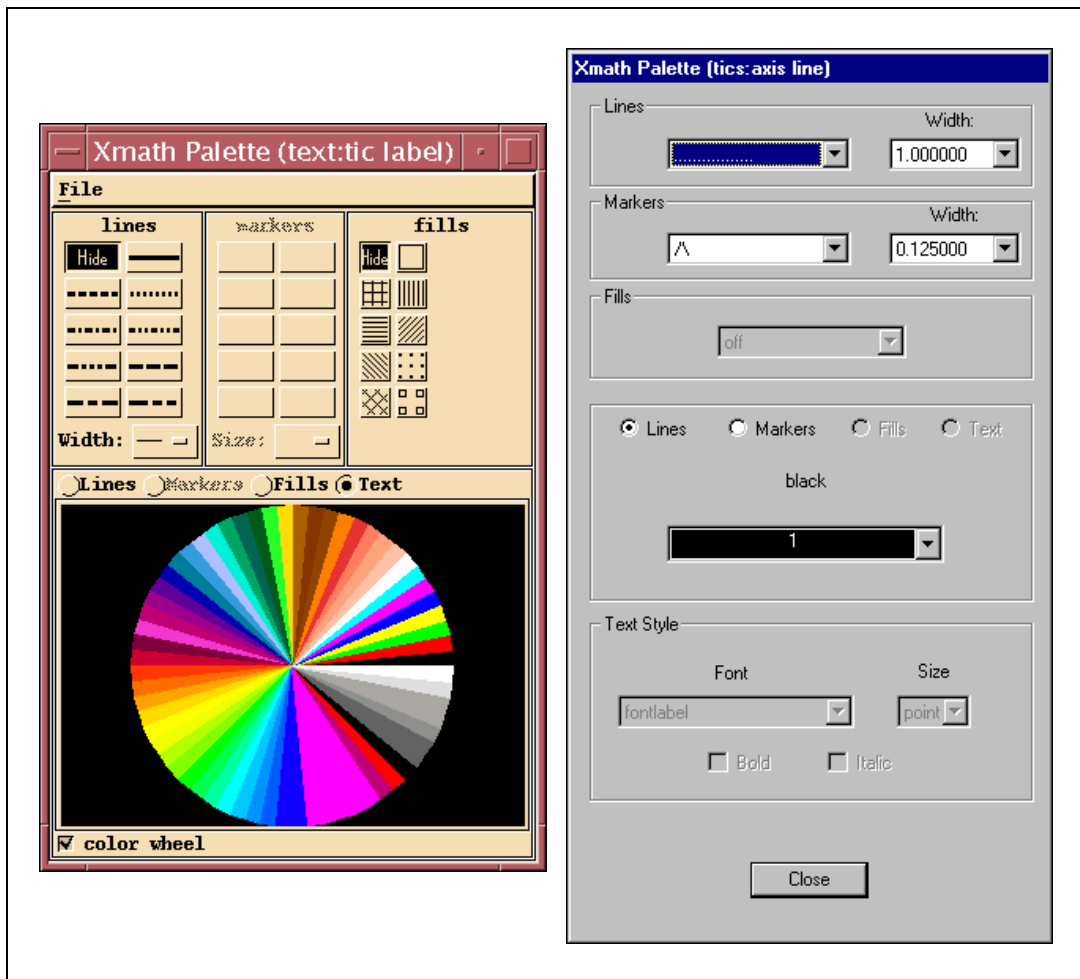 Xmath Palette (text:tic label)
File
lines
markers
fills
Hide
Hide
Width:
Size:
Lines
Markers
Fills
Text
color wheel
Xmath Palette (tics:axis line)
Lines
Width:
................
1.000000
Markers
Width:
/\
0.125000
Fills
off
Lines
Markers
Fills
Text
black
1
Text Style
Font
Size
fontlabel
point
Bold
Italic
Close